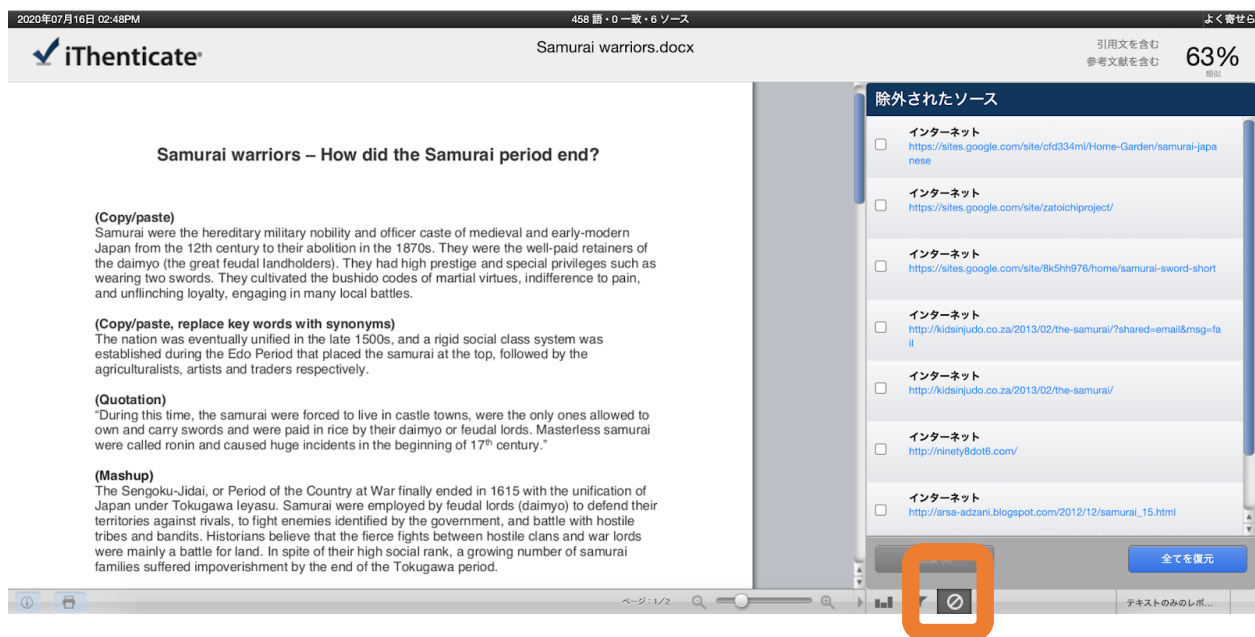 2020年07月16日 02:48PM
458 語・0 一致・6 ソース
よく寄せら
iThenticate®
Samurai warriors.docx
引用文を含む
参考文献を含む
63%
類似
Samurai warriors – How did the Samurai period end?
(Copy/paste)
Samurai were the hereditary military nobility and officer caste of medieval and early-modern
Japan from the 12th century to their abolition in the 1870s. They were the well-paid retainers of
the daimyo (the great feudal landholders). They had high prestige and special privileges such as
wearing two swords. They cultivated the bushido codes of martial virtues, indifference to pain,
and unflinching loyalty, engaging in many local battles.
(Copy/paste, replace key words with synonyms)
The nation was eventually unified in the late 1500s, and a rigid social class system was
established during the Edo Period that placed the samurai at the top, followed by the
agriculturalists, artists and traders respectively.
(Quotation)
“During this time, the samurai were forced to live in castle towns, were the only ones allowed to
own and carry swords and were paid in rice by their daimyo or feudal lords. Masterless samurai
were called ronin and caused huge incidents in the beginning of 17th century.”
(Mashup)
The Sengoku-Jidai, or Period of the Country at War finally ended in 1615 with the unification of
Japan under Tokugawa Ieyasu. Samurai were employed by feudal lords (daimyo) to defend their
territories against rivals, to fight enemies identified by the government, and battle with hostile
tribes and bandits. Historians believe that the fierce fights between hostile clans and war lords
were mainly a battle for land. In spite of their high social rank, a growing number of samurai
families suffered impoverishment by the end of the Tokugawa period.
ページ: 1/2
除外されたソース
インターネット
https://sites.google.com/site/cfd334ml/Home-Garden/samurai-japa
nese
インターネット
https://sites.google.com/site/zatoichiproject/
インターネット
https://sites.google.com/site/8k5hh976/home/samurai-sword-short
インターネット
http://kidsinjudo.co.za/2013/02/the-samurai/?shared=email&msg=fa
il
インターネット
http://kidsinjudo.co.za/2013/02/the-samurai/
インターネット
http://ninety8dot6.com/
インターネット
http://arsa-adzani.blogspot.com/2012/12/samurai_15.html
全てを復元
テキストのみのレポ...